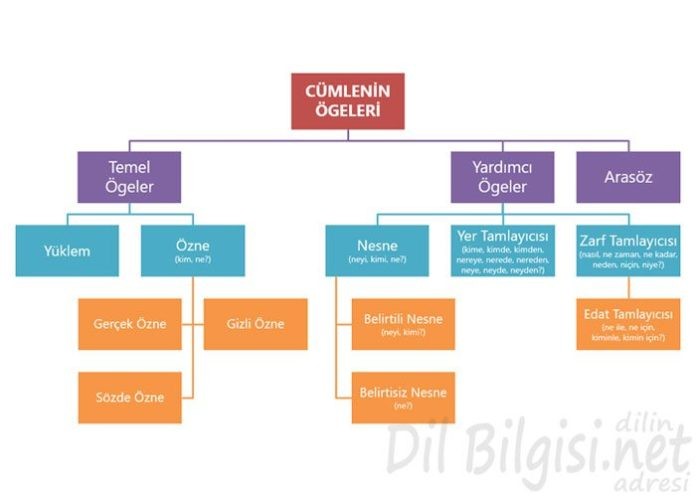 CÜMLENİN
ÖGELERİ
Temel
Ögeler
Yardımcı
Ögeler
Arasöz
Yüklem
Özne
(kim, ne?)
Nesne
(neyi, kimi, ne?)
Yer Tamlayıcısı
(kime, kimde, kimden,
nereye, nerede, nereden,
neye, neyde, neyden?)
Zarf Tamlayıcısı
(nasıl, ne zaman, ne kadar,
neden, niçin, niye?)
Gerçek Özne
Gizli Özne
Belirtili Nesne
(neyi, kimi?)
Edat Tamlayıcısı
(ne ile, ne için,
kiminle, kimin için?)
Sözde Özne
Belirtisiz Nesne
(ne?)
dilin
Dil Bilgisi.net
adresi